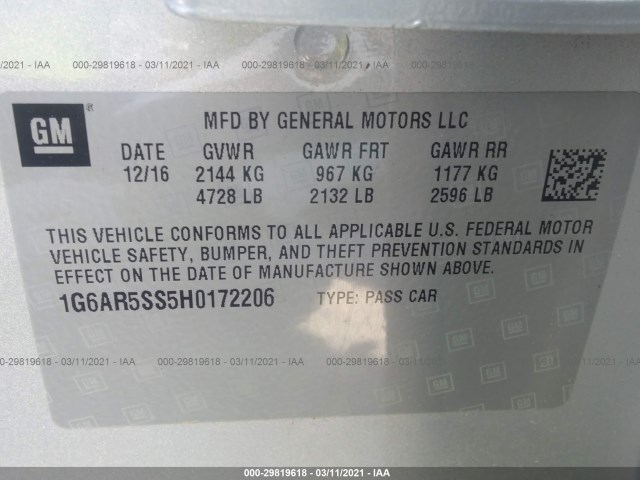 /2021 - IAA 000-29819618 - 03/11/2021 - IAA 000-29819618 - 03/11/2021 - IAA
GM ®
MFD BY GENERAL MOTORS LLC
DATE GVWR GAWR FRT GAWR RR
12/16 2144 KG 967 KG 1177 KG
4728 LB 2132 LB 2596 LB
THIS VEHICLE CONFORMS TO ALL APPLICABLE U.S. FEDERAL MOTOR
VEHICLE SAFETY, BUMPER, AND THEFT PREVENTION STANDARDS IN
EFFECT ON THE DATE OF MANUFACTURE SHOWN ABOVE.
1G6AR5SS5H0172206 TYPE: PASS CAR
/2021 - IAA 000-29819618 - 03/11/2021 - IAA 000-29819618 - 03/11/2021 - IAA
000-29819618 - 03/11/2021 - IAA